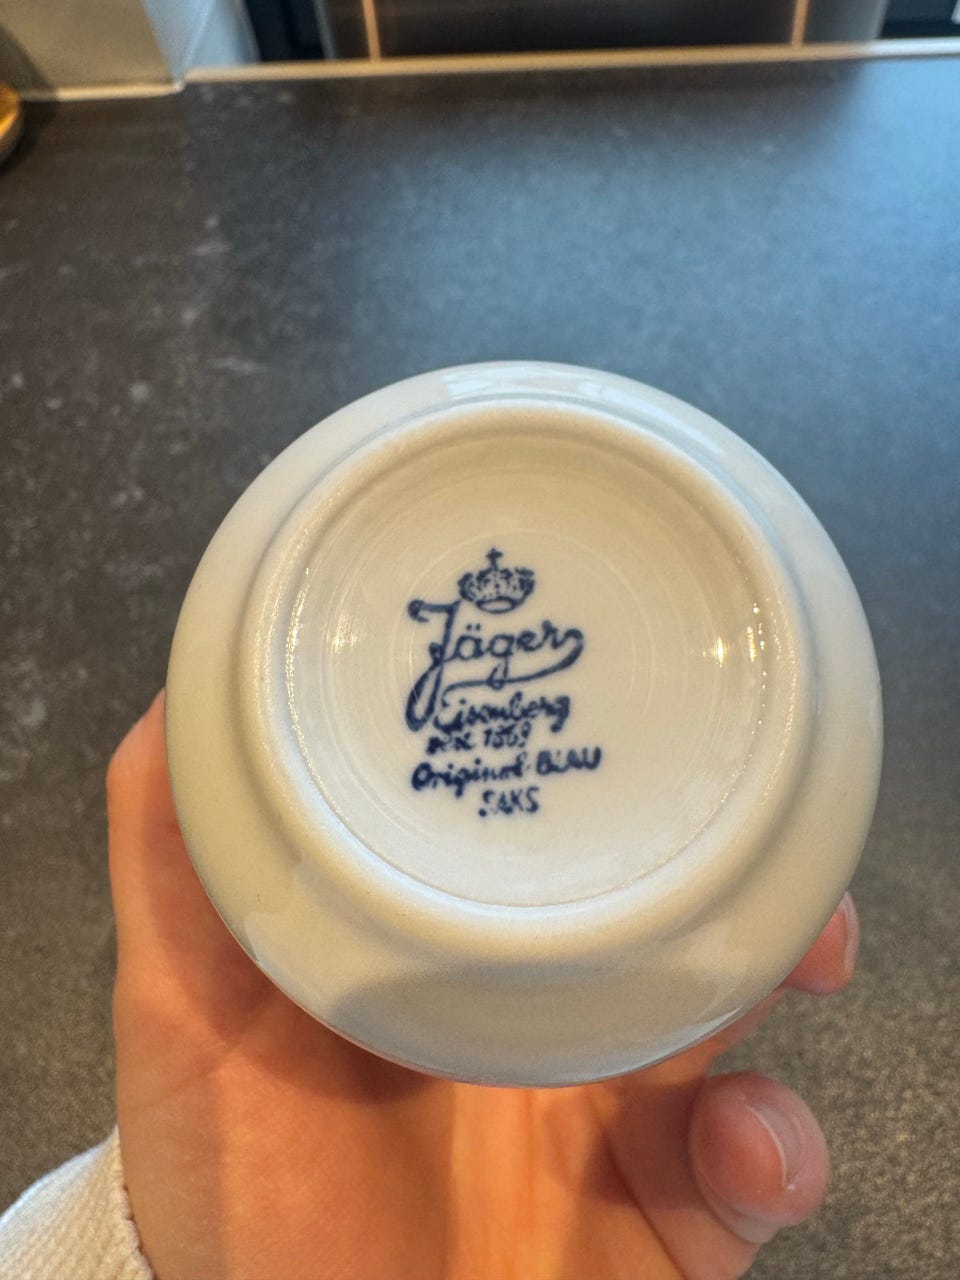 Jäger
Eisenberg
seit 1869
Original-BLAU
SAKS